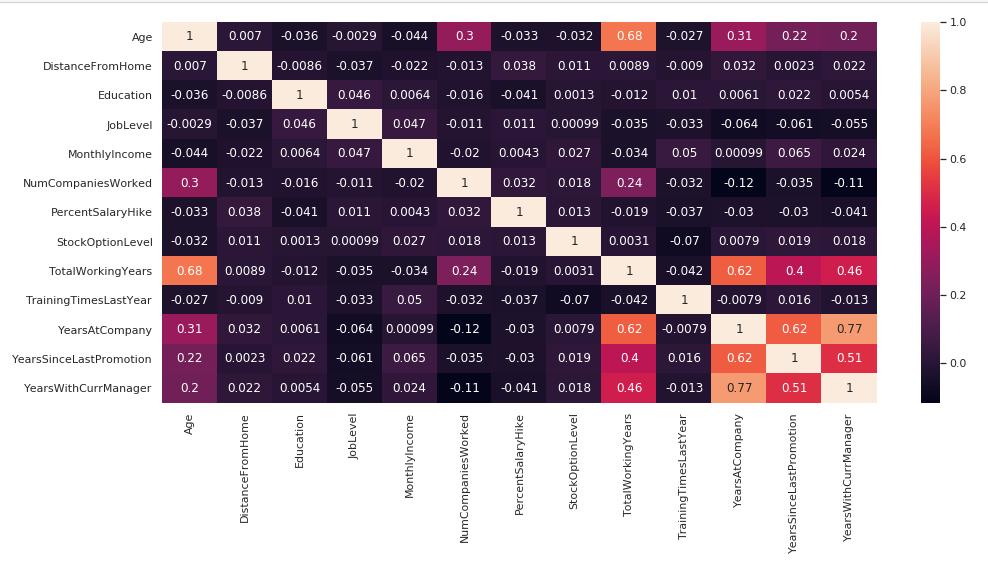 Age 1 0.007 -0.036 -0.0029 -0.044 0.3 -0.033 -0.032 0.68 -0.027 0.31 0.22 0.2
DistanceFromHome 0.007 1 -0.0086 -0.037 -0.022 -0.013 0.038 0.011 0.0089 -0.009 0.032 0.0023 0.022
Education -0.036 -0.0086 1 0.046 0.0064 -0.016 -0.041 0.0013 -0.012 0.01 0.0061 0.022 0.0054
JobLevel -0.0029 -0.037 0.046 1 0.047 -0.011 0.011 0.00099 -0.035 -0.033 -0.064 -0.061 -0.055
MonthlyIncome -0.044 -0.022 0.0064 0.047 1 -0.02 0.0043 0.027 -0.034 0.05 0.00099 0.065 0.024
NumCompaniesWorked 0.3 -0.013 -0.016 -0.011 -0.02 1 0.032 0.018 0.24 -0.032 -0.12 -0.035 -0.11
PercentSalaryHike -0.033 0.038 -0.041 0.011 0.0043 0.032 1 0.013 -0.019 -0.037 -0.03 -0.03 -0.041
StockOptionLevel -0.032 0.011 0.0013 0.00099 0.027 0.018 0.013 1 0.0031 -0.07 0.0079 0.019 0.018
TotalWorkingYears 0.68 0.0089 -0.012 -0.035 -0.034 0.24 -0.019 0.0031 1 -0.042 0.62 0.4 0.46
TrainingTimesLastYear -0.027 -0.009 0.01 -0.033 0.05 -0.032 -0.037 -0.07 -0.042 1 -0.0079 0.016 -0.013
YearsAtCompany 0.31 0.032 0.0061 -0.064 0.00099 -0.12 -0.03 0.0079 0.62 -0.0079 1 0.62 0.77
YearsSinceLastPromotion 0.22 0.0023 0.022 -0.061 0.065 -0.035 -0.03 0.019 0.4 0.016 0.62 1 0.51
YearsWithCurrManager 0.2 0.022 0.0054 -0.055 0.024 -0.11 -0.041 0.018 0.46 -0.013 0.77 0.51 1
Age
DistanceFromHome
Education
JobLevel
MonthlyIncome
NumCompaniesWorked
PercentSalaryHike
StockOptionLevel
TotalWorkingYears
TrainingTimesLastYear
YearsAtCompany
YearsSinceLastPromotion
YearsWithCurrManager
1.0
0.8
0.6
0.4
0.2
0.0